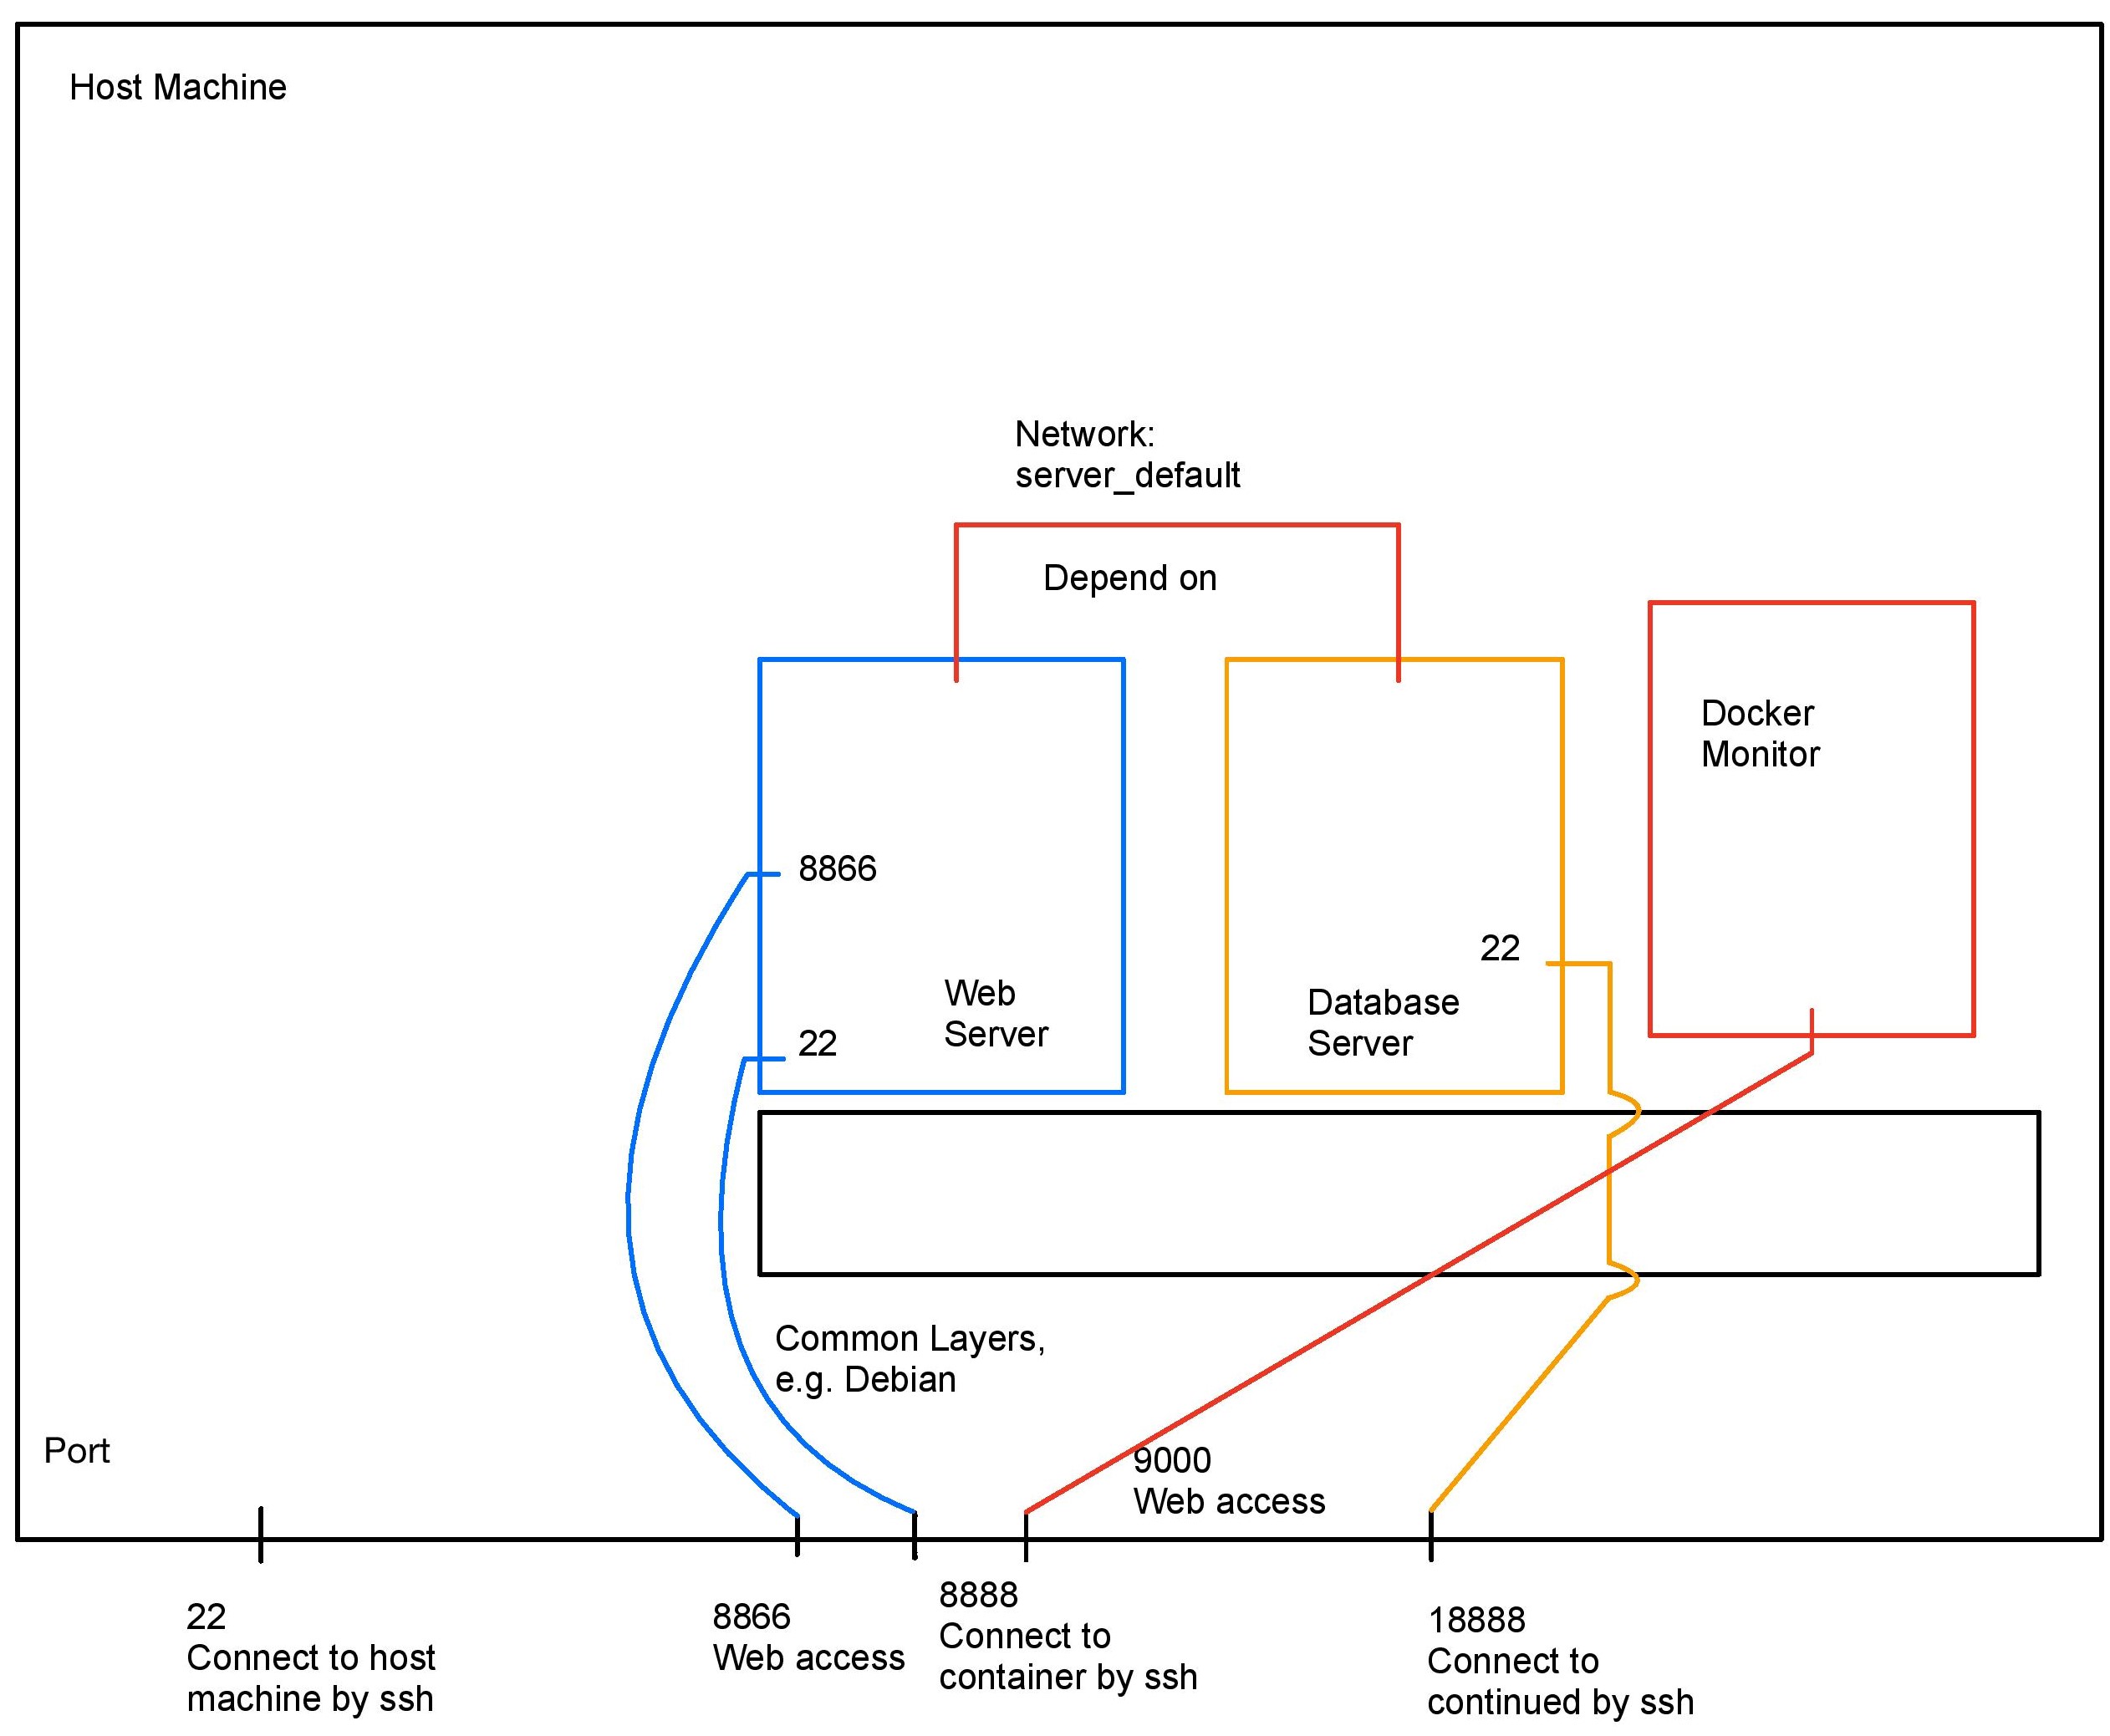 Host Machine
Network:
server_default
Depend on
Docker
Monitor
8866
22
Web
Server
Database
Server
22
Common Layers,
e.g. Debian
Port
9000
Web access
22
Connect to host
machine by ssh
8866
Web access
8888
Connect to
container by ssh
18888
Connect to
continued by ssh